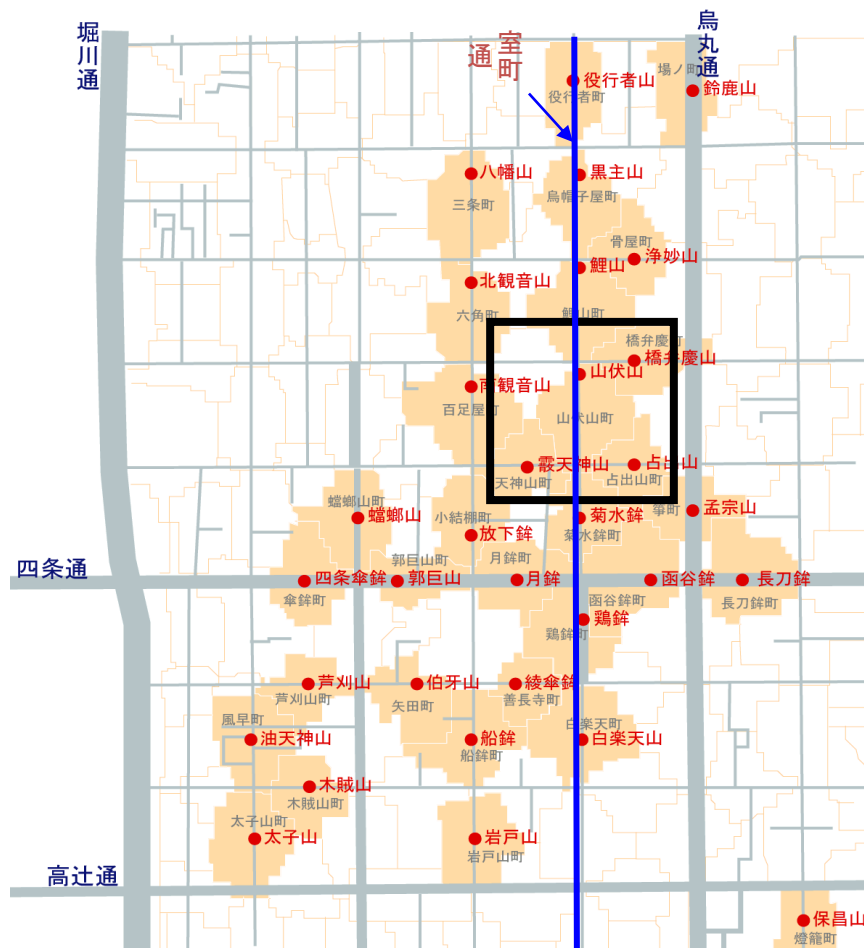 堀川通
室町通
烏丸通
役行者山
役行者町
場ノ町
鈴鹿山
八幡山
三条町
黒主山
烏帽子屋町
骨屋町
浄妙山
鯉山
北観音山
六角町
鯉山町
橋弁慶町
橋弁慶山
山伏山
南観音山
百足屋町
山伏山町
霰天神山
天神山町
占出山
占出山町
蟷螂山町
蟷螂山
小結棚町
放下鉾
菊水鉾
菊水鉾町
筝町
孟宗山
郭巨山町
月鉾町
四条通
四条傘鉾
傘鉾町
郭巨山
月鉾
函谷鉾
函谷鉾町
長刀鉾
長刀鉾町
鶏鉾
鶏鉾町
芦刈山
芦刈山町
伯牙山
矢田町
綾傘鉾
善長寺町
風早町
油天神山
船鉾
船鉾町
白楽天町
白楽天山
木賊山
木賊山町
太子山町
太子山
岩戸山
岩戸山町
高辻通
保昌山
燈籠町